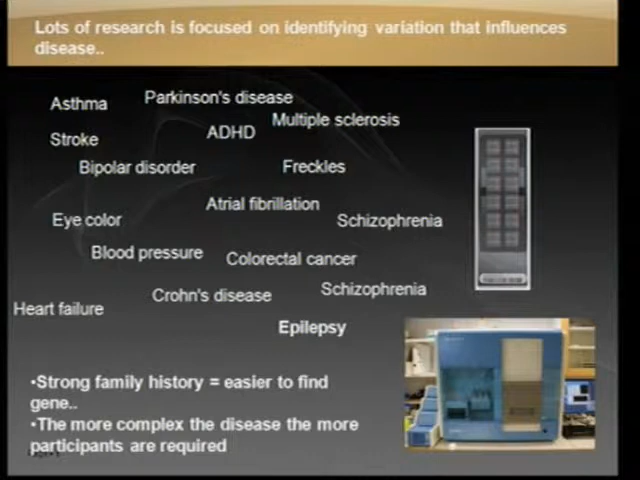 Lots of research is focused on identifying variation that influences
disease..
Asthma
Parkinson's disease
Multiple sclerosis
ADHD
Stroke
Bipolar disorder
Freckles
Atrial fibrillation
Eye color
Schizophrenia
Blood pressure
Colorectal cancer
Crohn's disease
Schizophrenia
Heart failure
Epilepsy
•Strong family history = easier to find
gene..
•The more complex the disease the more
participants are required